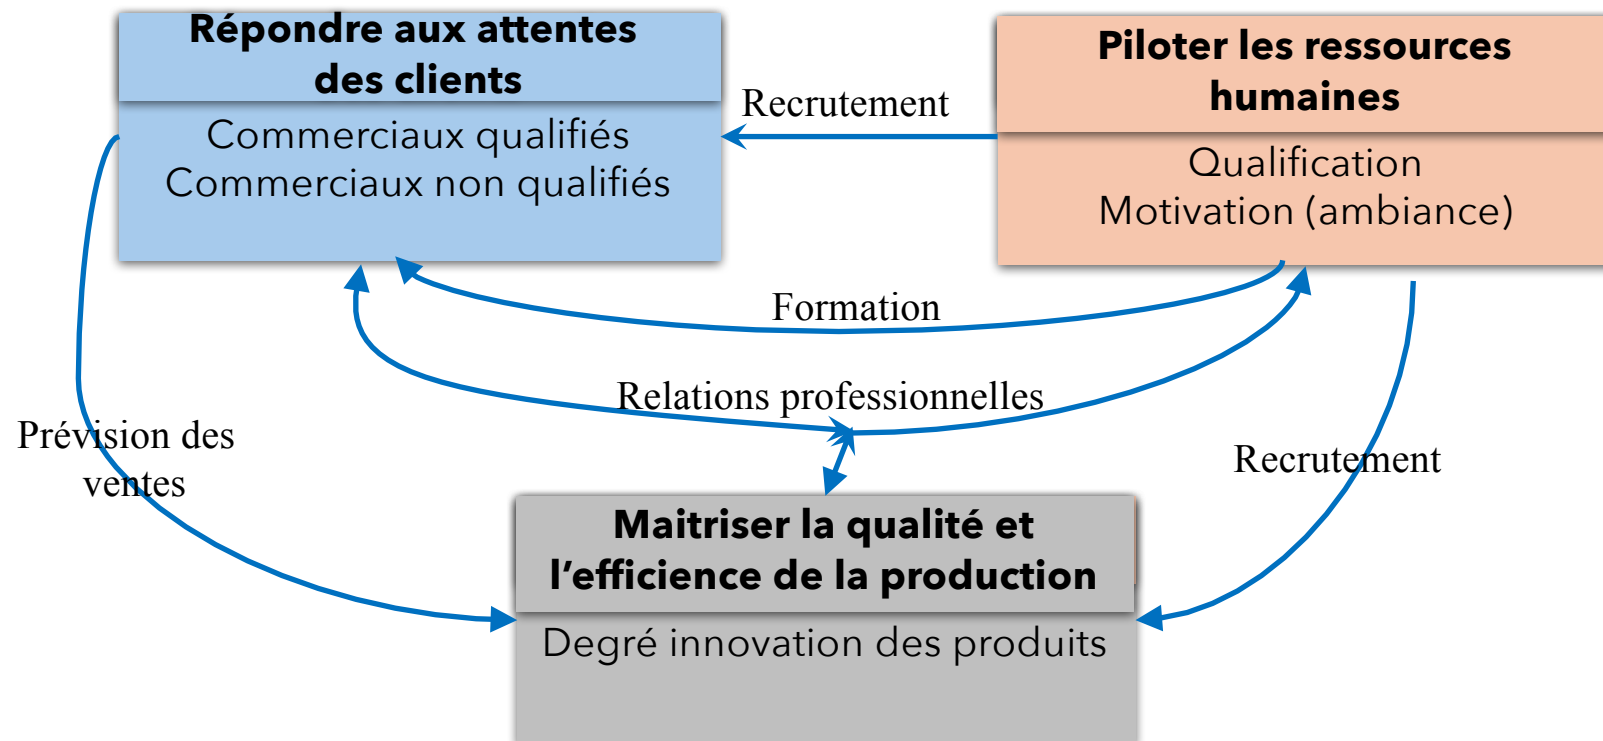 Répondre aux attentes
des clients
Commerciaux qualifiés
Commerciaux non qualifiés
Recrutement
Piloter les ressources
humaines
Qualification
Motivation (ambiance)
Formation
Relations professionnelles
Prévision des
ventes
Recrutement
Maitriser la qualité et
l’efficience de la production
Degré innovation des produits